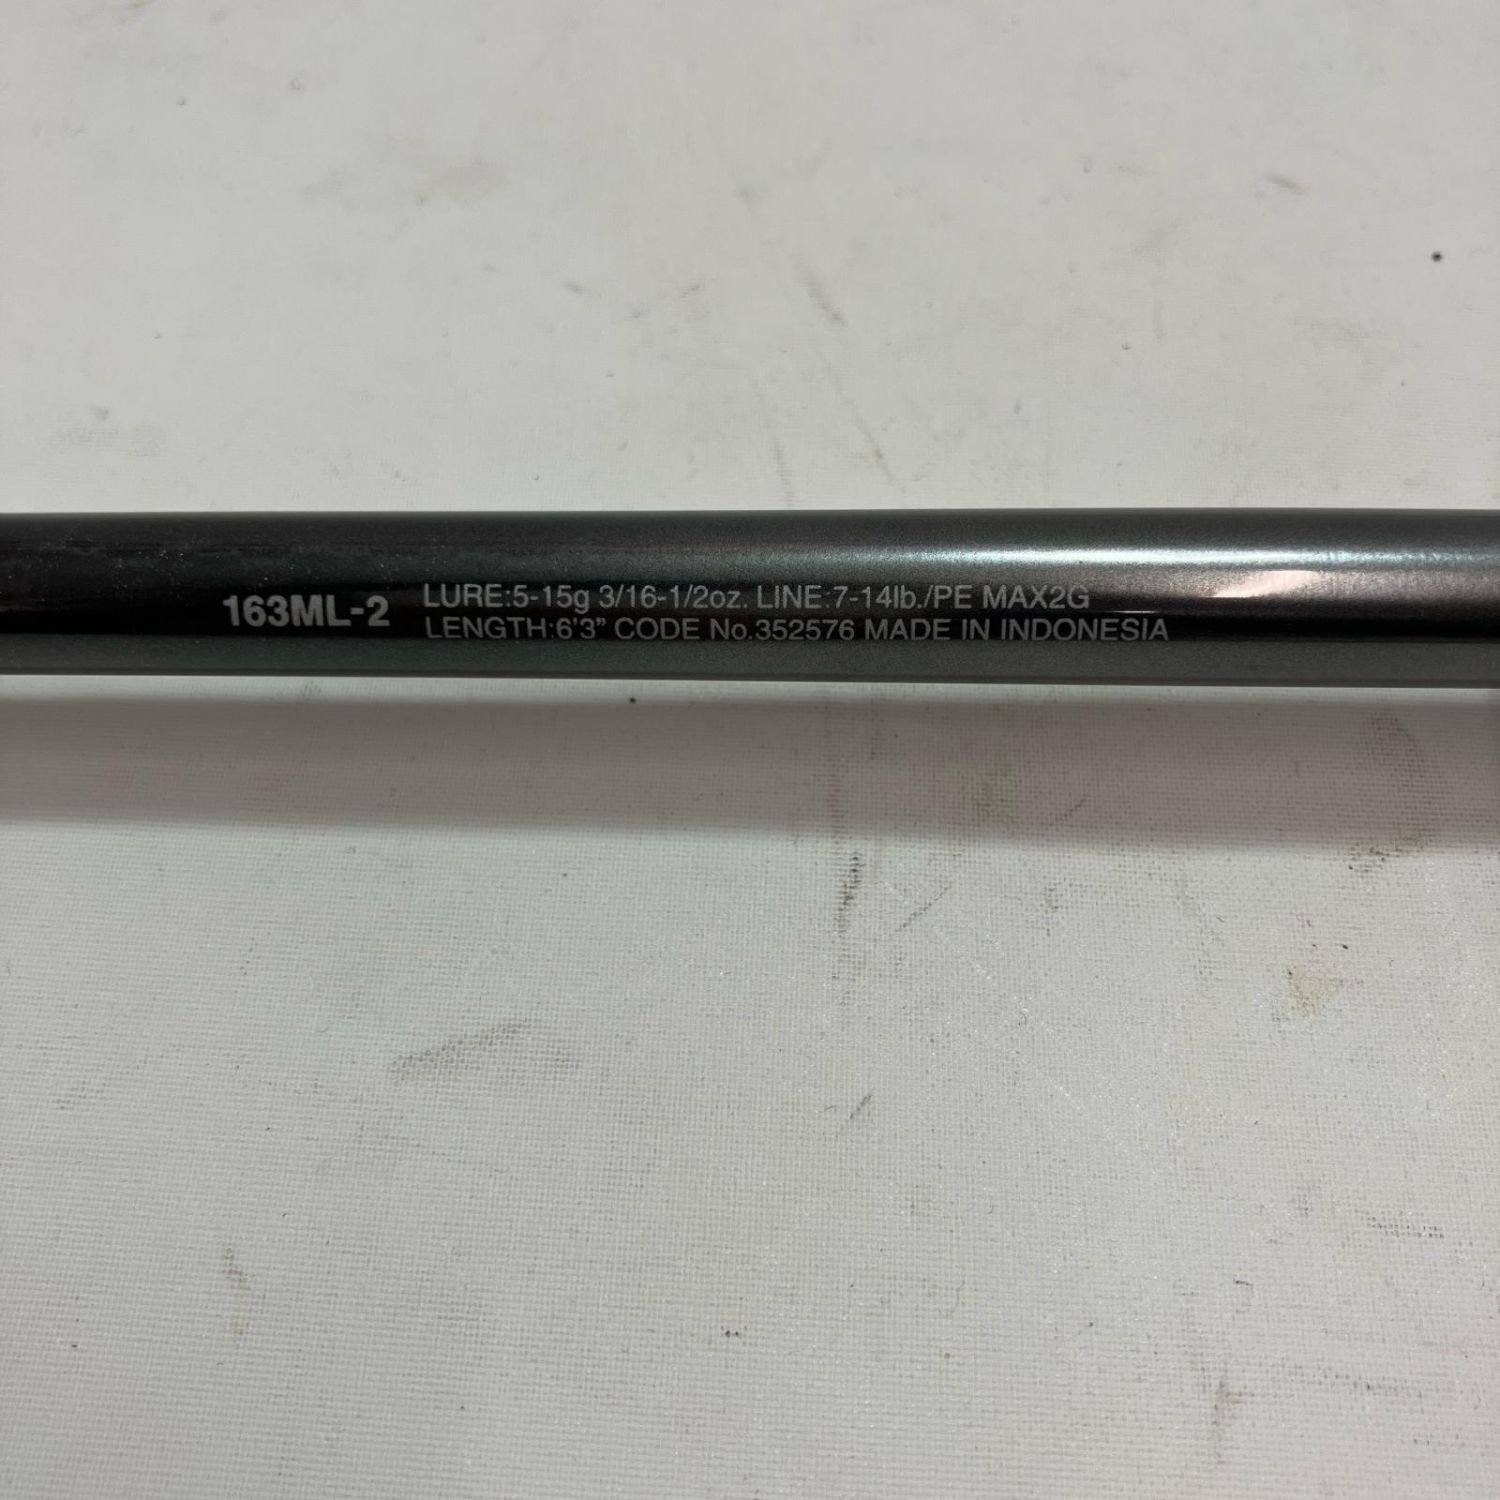 163ML-2
LURE:5-15g 3/16-1/2oz. LINE:7-14lb./PE MAX2G
LENGTH:6'3" CODE No.352576 MADE IN INDONESIA